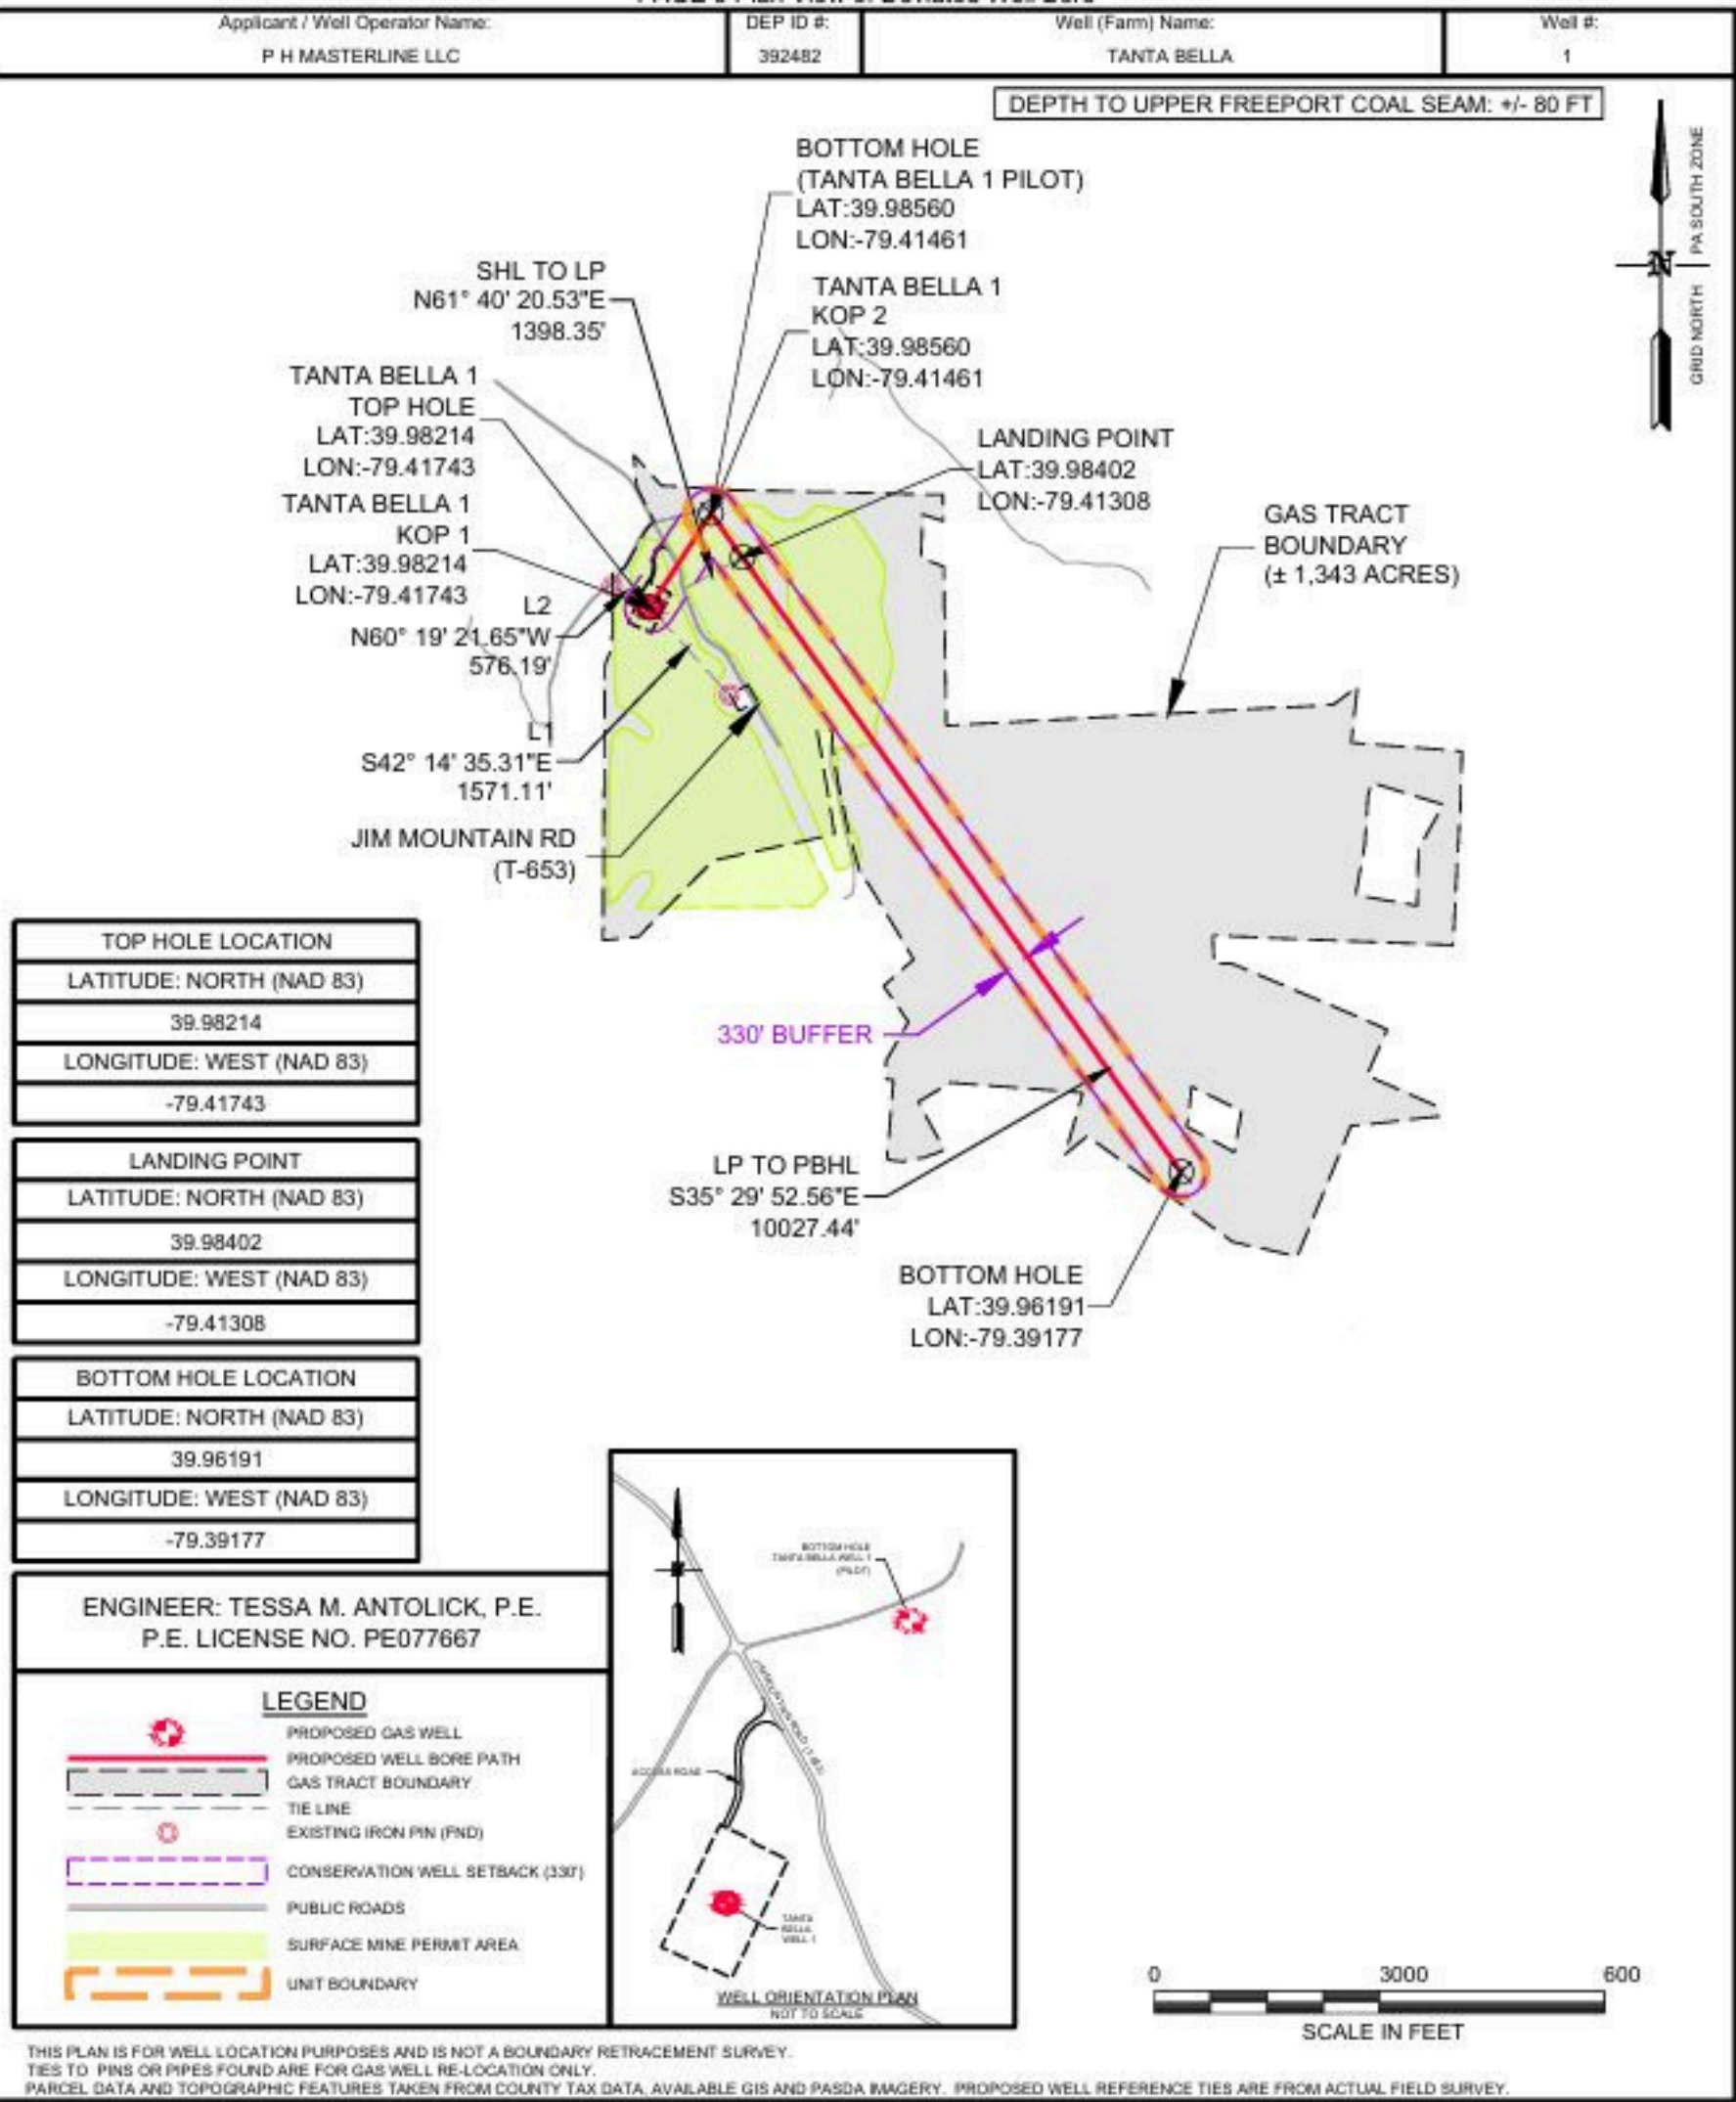 Applicant / Well Operator Name:
P H MASTERLINE LLC
DEP ID #:
392482
Well (Farm) Name:
TANTA BELLA
Well #:
1
DEPTH TO UPPER FREEPORT COAL SEAM: +/- 80 FT
GRID NORTH PA SOUTH ZONE
N
BOTTOM HOLE
(TANTA BELLA 1 PILOT)
LAT:39.98560
LON:-79.41461
SHL TO LP
N61° 40' 20.53"E
1398.35'
TANTA BELLA 1
KOP 2
LAT:39.98560
LON:-79.41461
TANTA BELLA 1
TOP HOLE
LAT:39.98214
LON:-79.41743
LANDING POINT
LAT:39.98402
LON:-79.41308
TANTA BELLA 1
KOP 1
LAT:39.98214
LON:-79.41743
GAS TRACT
BOUNDARY
(± 1,343 ACRES)
L2
N60° 19' 21.65"W
576.19'
L1
S42° 14' 35.31"E
1571.11'
JIM MOUNTAIN RD
(T-653)
330' BUFFER
LP TO PBHL
S35° 29' 52.56"E
10027.44'
BOTTOM HOLE
LAT:39.96191
LON:-79.39177
TOP HOLE LOCATION
LATITUDE: NORTH (NAD 83)
39.98214
LONGITUDE: WEST (NAD 83)
-79.41743
LANDING POINT
LATITUDE: NORTH (NAD 83)
39.98402
LONGITUDE: WEST (NAD 83)
-79.41308
BOTTOM HOLE LOCATION
LATITUDE: NORTH (NAD 83)
39.96191
LONGITUDE: WEST (NAD 83)
-79.39177
ENGINEER: TESSA M. ANTOLICK, P.E.
P.E. LICENSE NO. PE077667
LEGEND
PROPOSED GAS WELL
PROPOSED WELL BORE PATH
GAS TRACT BOUNDARY
TIE LINE
EXISTING IRON PIN (FND)
CONSERVATION WELL SETBACK (330')
PUBLIC ROADS
SURFACE MINE PERMIT AREA
UNIT BOUNDARY
BOTTOM HOLE
TANTA BELLA WELL 1
(PILOT)
ACCESS ROAD
TANTA
BELLA
WELL 1
WELL ORIENTATION PLAN
NOT TO SCALE
0 3000 600
SCALE IN FEET
THIS PLAN IS FOR WELL LOCATION PURPOSES AND IS NOT A BOUNDARY RETRACEMENT SURVEY.
TIES TO PINS OR PIPES FOUND ARE FOR GAS WELL RE-LOCATION ONLY.
PARCEL DATA AND TOPOGRAPHIC FEATURES TAKEN FROM COUNTY TAX DATA, AVAILABLE GIS AND PASDA IMAGERY. PROPOSED WELL REFERENCE TIES ARE FROM ACTUAL FIELD SURVEY.